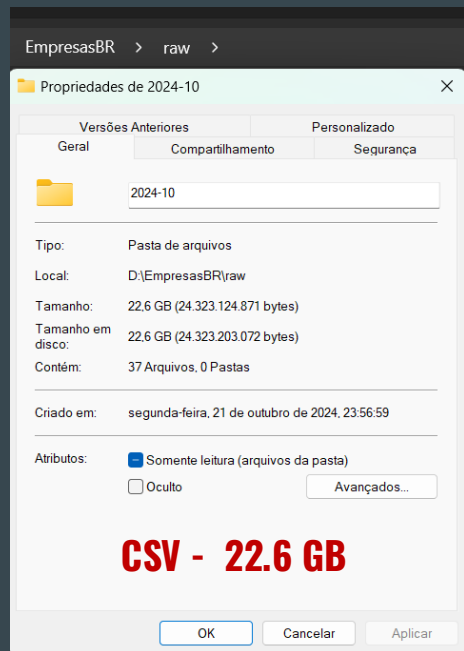 EmpresasBR > raw >
Propriedades de 2024-10
Versões Anteriores Personalizado
Geral Compartilhamento Segurança
2024-10
Tipo: Pasta de arquivos
Local: D:\EmpresasBR\raw
Tamanho: 22,6 GB (24.323.124.871 bytes)
Tamanho em
disco: 22,6 GB (24.323.203.072 bytes)
Contém: 37 Arquivos, 0 Pastas
Criado em: segunda-feira, 21 de outubro de 2024, 23:56:59
Atributos: Somente leitura (arquivos da pasta)
Oculto Avançados...
CSV - 22.6 GB
OK Cancelar Aplicar